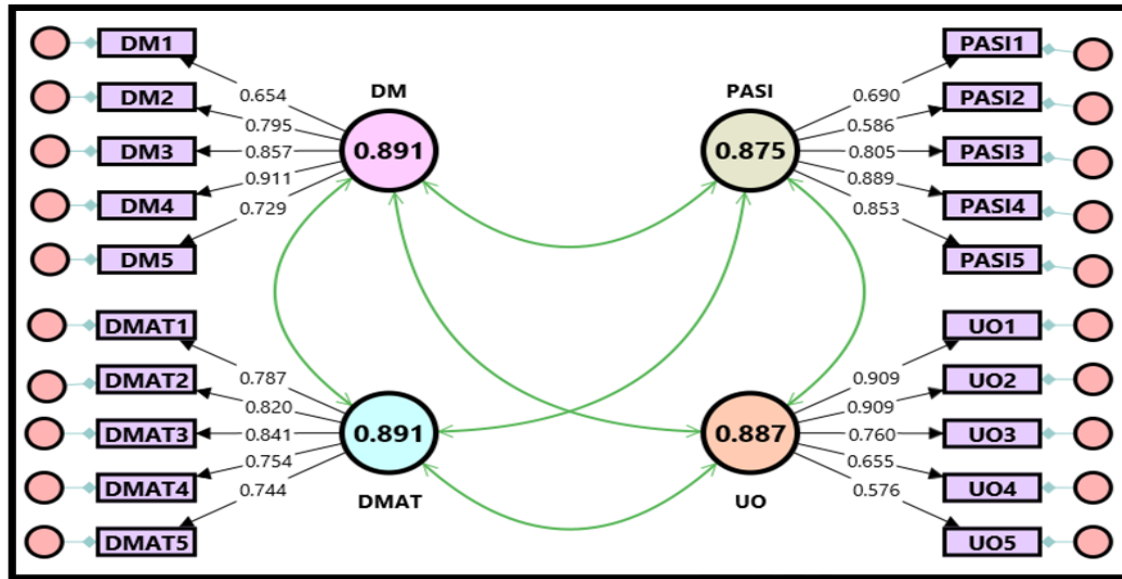 DM1
DM2
DM3
DM4
DM5
0.654
0.795
0.857
0.911
0.729
DM
0.891
PASI
0.875
0.690
0.586
0.805
0.889
0.853
PASI1
PASI2
PASI3
PASI4
PASI5
DMAT1
DMAT2
DMAT3
DMAT4
DMAT5
0.787
0.820
0.841
0.754
0.744
0.891
DMAT
0.887
UO
0.909
0.909
0.760
0.655
0.576
UO1
UO2
UO3
UO4
UO5